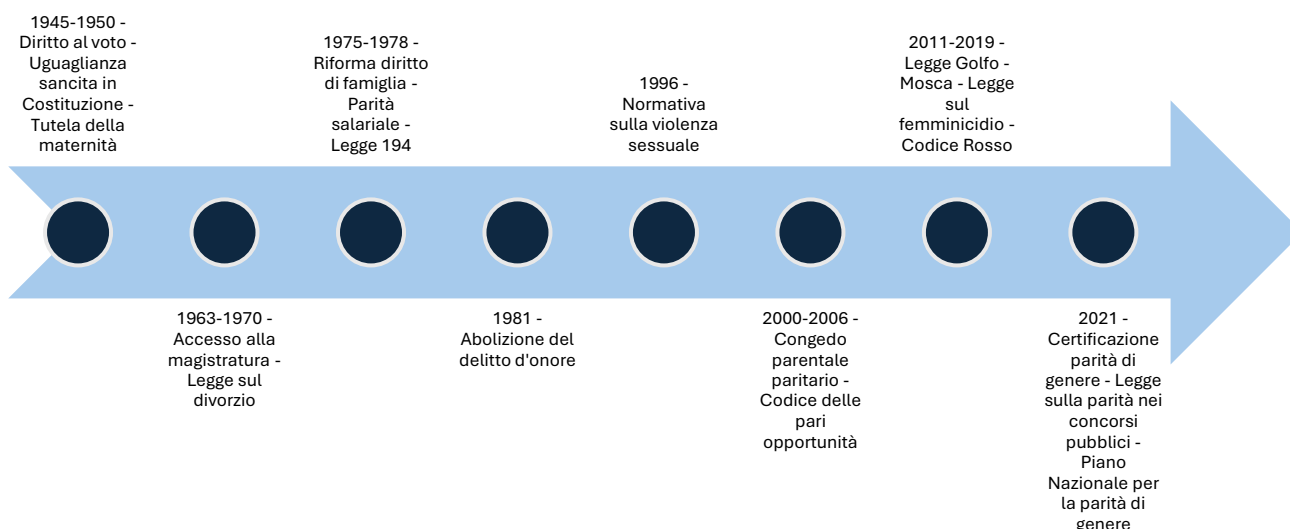 1945-1950 -
Diritto al voto -
Uguaglianza
sancita in
Costituzione -
Tutela della
maternità
1963-1970 -
Accesso alla
magistratura -
Legge sul
divorzio
1975-1978 -
Riforma diritto
di famiglia -
Parità
salariale -
Legge 194
1981 -
Abolizione del
delitto d'onore
1996 -
Normativa
sulla violenza
sessuale
2000-2006 -
Congedo
parentale
paritario -
Codice delle
pari
opportunità
2011-2019 -
Legge Golfo -
Mosca - Legge
sul
femminicidio -
Codice Rosso
2021 -
Certificazione
parità di
genere - Legge
sulla parità nei
concorsi
pubblici -
Piano
Nazionale per
la parità di
genere